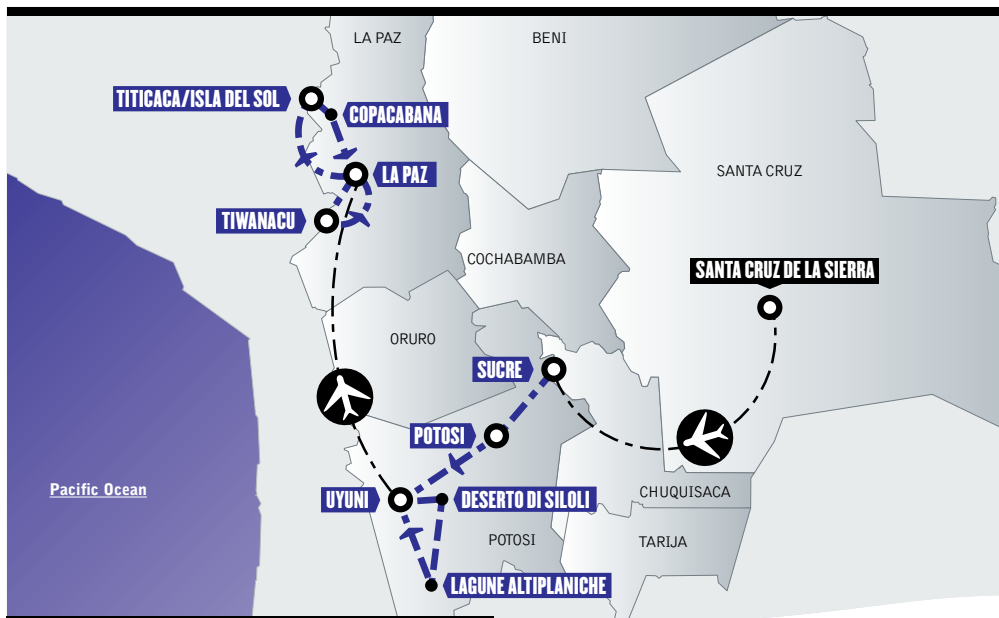 LA PAZ
BENI
TITICACA/ISLA DEL SOL
COPACABANA
SANTA CRUZ
LA PAZ
TIWANACU
COCHABAMBA
SANTA CRUZ DE LA SIERRA
ORURO
SUCRE
POTOSI
Pacific Ocean
UYUNI
DESERTO DI SILOLI
CHUQUISACA
POTOSI
TARIJA
LAGUNE ALTIPLANICHE